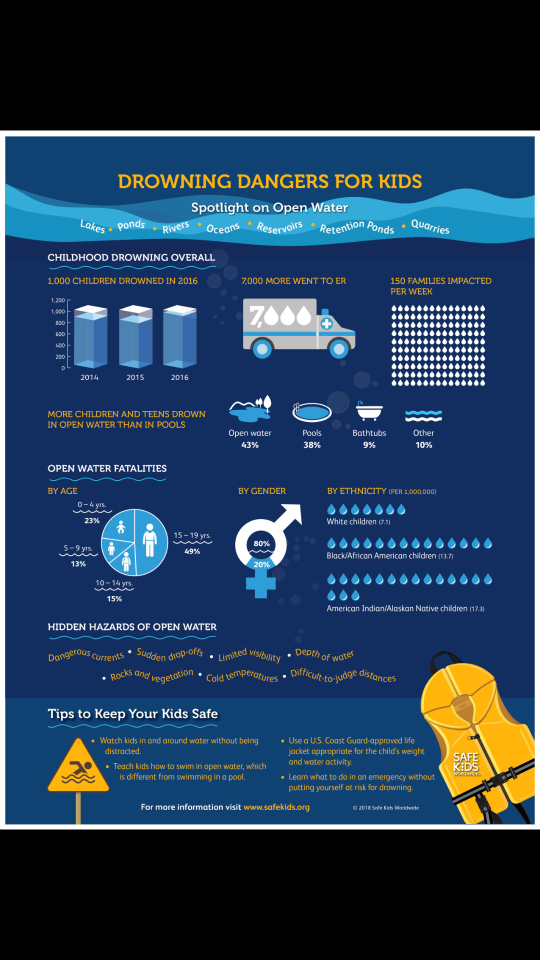 DROWNING DANGERS FOR KIDS
Spotlight on Open Water
Lakes • Ponds • Rivers • Oceans • Reservoirs • Retention Ponds • Quarries
CHILDHOOD DROWNING OVERALL
1,000 CHILDREN DROWNED IN 2016
1,200
1,000
800
600
400
200
0
2014 2015 2016
7,000 MORE WENT TO ER
7,000
150 FAMILIES IMPACTED
PER WEEK
MORE CHILDREN AND TEENS DROWN
IN OPEN WATER THAN IN POOLS
Open water
43%
Pools
38%
Bathtubs
9%
Other
10%
OPEN WATER FATALITIES
BY AGE
0 – 4 yrs.
23%
5 – 9 yrs.
13%
10 – 14 yrs.
15%
15 – 19 yrs.
49%
BY GENDER
80%
20%
BY ETHNICITY (PER 1,000,000)
White children (7.1)
Black/African American children (13.7)
American Indian/Alaskan Native children (17.3)
HIDDEN HAZARDS OF OPEN WATER
Dangerous currents • Sudden drop-offs • Limited visibility • Depth of water
• Rocks and vegetation • Cold temperatures • Difficult-to-judge distances
Tips to Keep Your Kids Safe
• Watch kids in and around water without being
distracted.
• Teach kids how to swim in open water, which
is different from swimming in a pool.
• Use a U.S. Coast Guard-approved life
jacket appropriate for the child's weight
and water activity.
• Learn what to do in an emergency without
putting yourself at risk for drowning.
SAFE
KIDS
WORLDWIDE
For more information visit www.safekids.org
© 2018 Safe Kids Worldwide